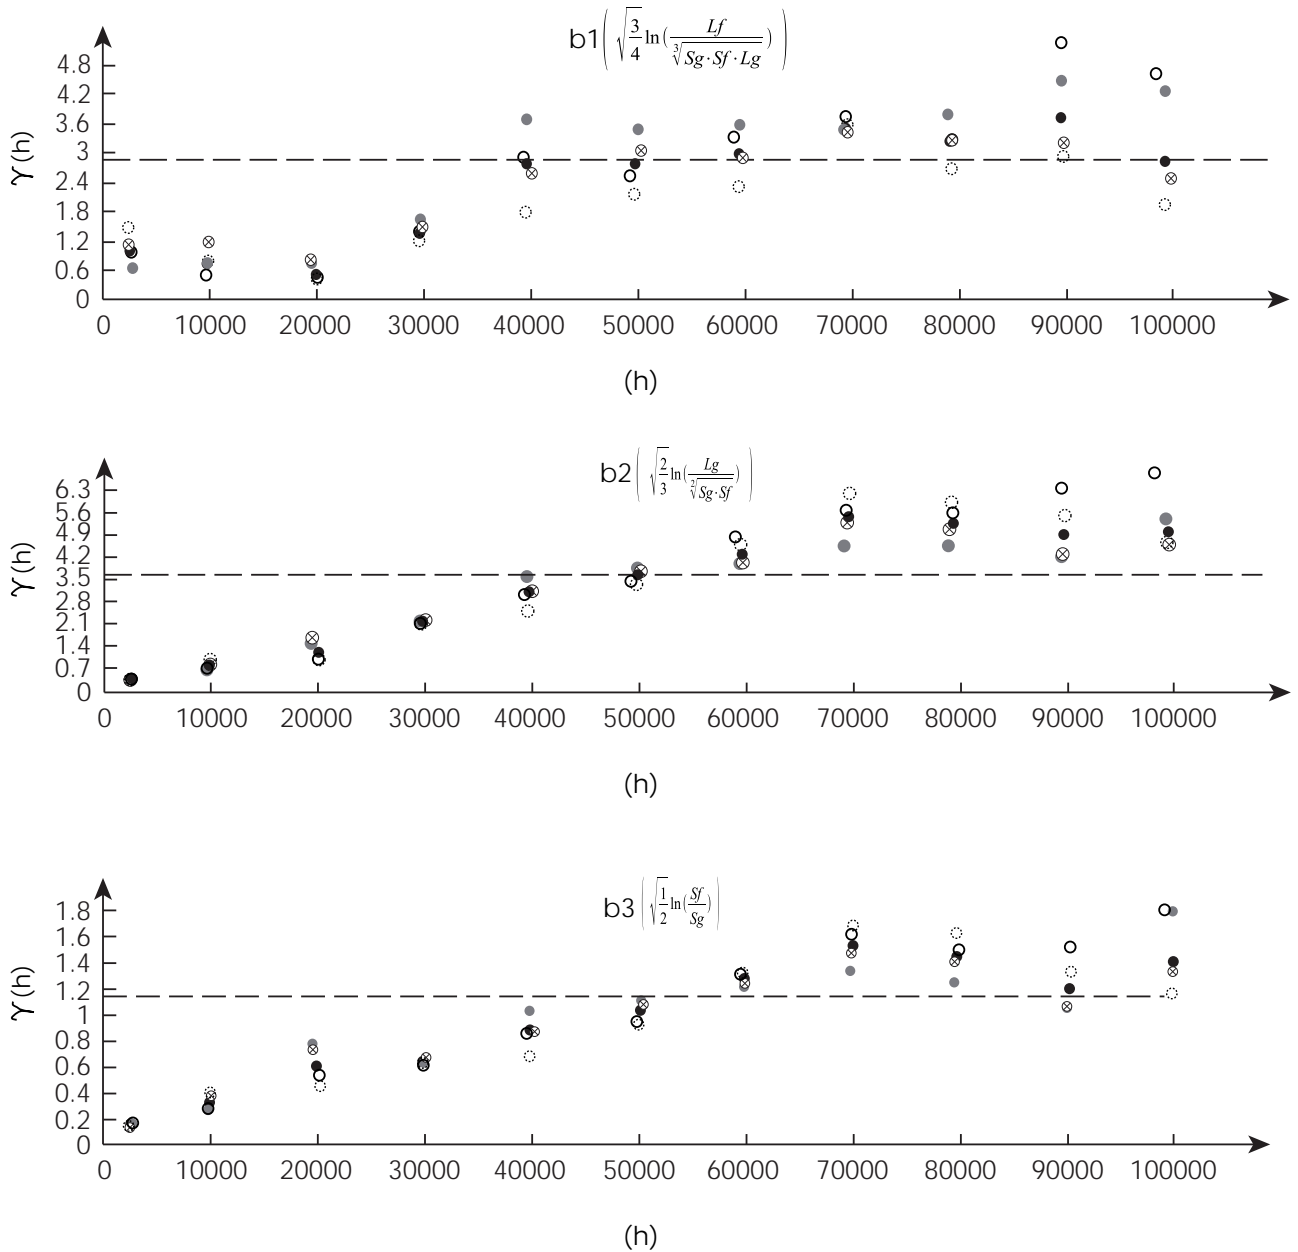 b1 ( √(3/4) ln ( Lf / ∛(Sg·Sf·Lg) ) )
γ (h)
4.8
4.2
3.6
3
2.4
1.8
1.2
0.6
0
0 10000 20000 30000 40000 50000 60000 70000 80000 90000 100000
(h)
b2 ( √(2/3) ln ( Lg / ²√(Sg·Sf) ) )
γ (h)
6.3
5.6
4.9
4.2
3.5
2.8
2.1
1.4
0.7
0
0 10000 20000 30000 40000 50000 60000 70000 80000 90000 100000
(h)
b3 ( √(1/2) ln ( Sf / Sg ) )
γ (h)
1.8
1.6
1.4
1.2
1
0.8
0.6
0.4
0.2
0
0 10000 20000 30000 40000 50000 60000 70000 80000 90000 100000
(h)